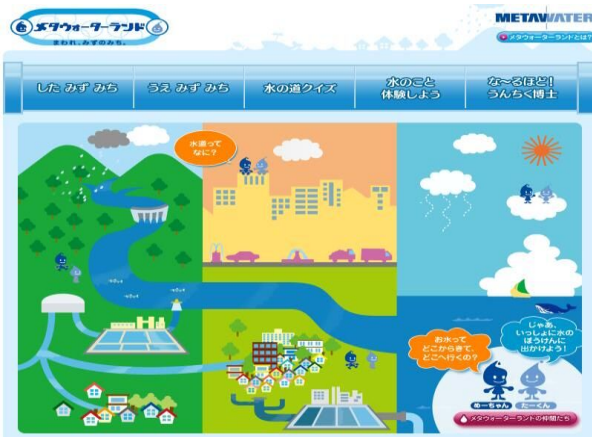 メタウォーターランド
まわれ、みずのみち。
METAWATER
メタウォーターランドとは?
した みず みち
うえ みず みち
水の道クイズ
水のこと
体験しよう
な〜るほど!
うんちく博士
水道って
なに?
お水って
どこからきて、
どこへ行くの?
じゃあ、
いっしょに水の
ぼうけんに
出かけよう!
めーちゃん
たーくん
メタウォーターランドの仲間たち